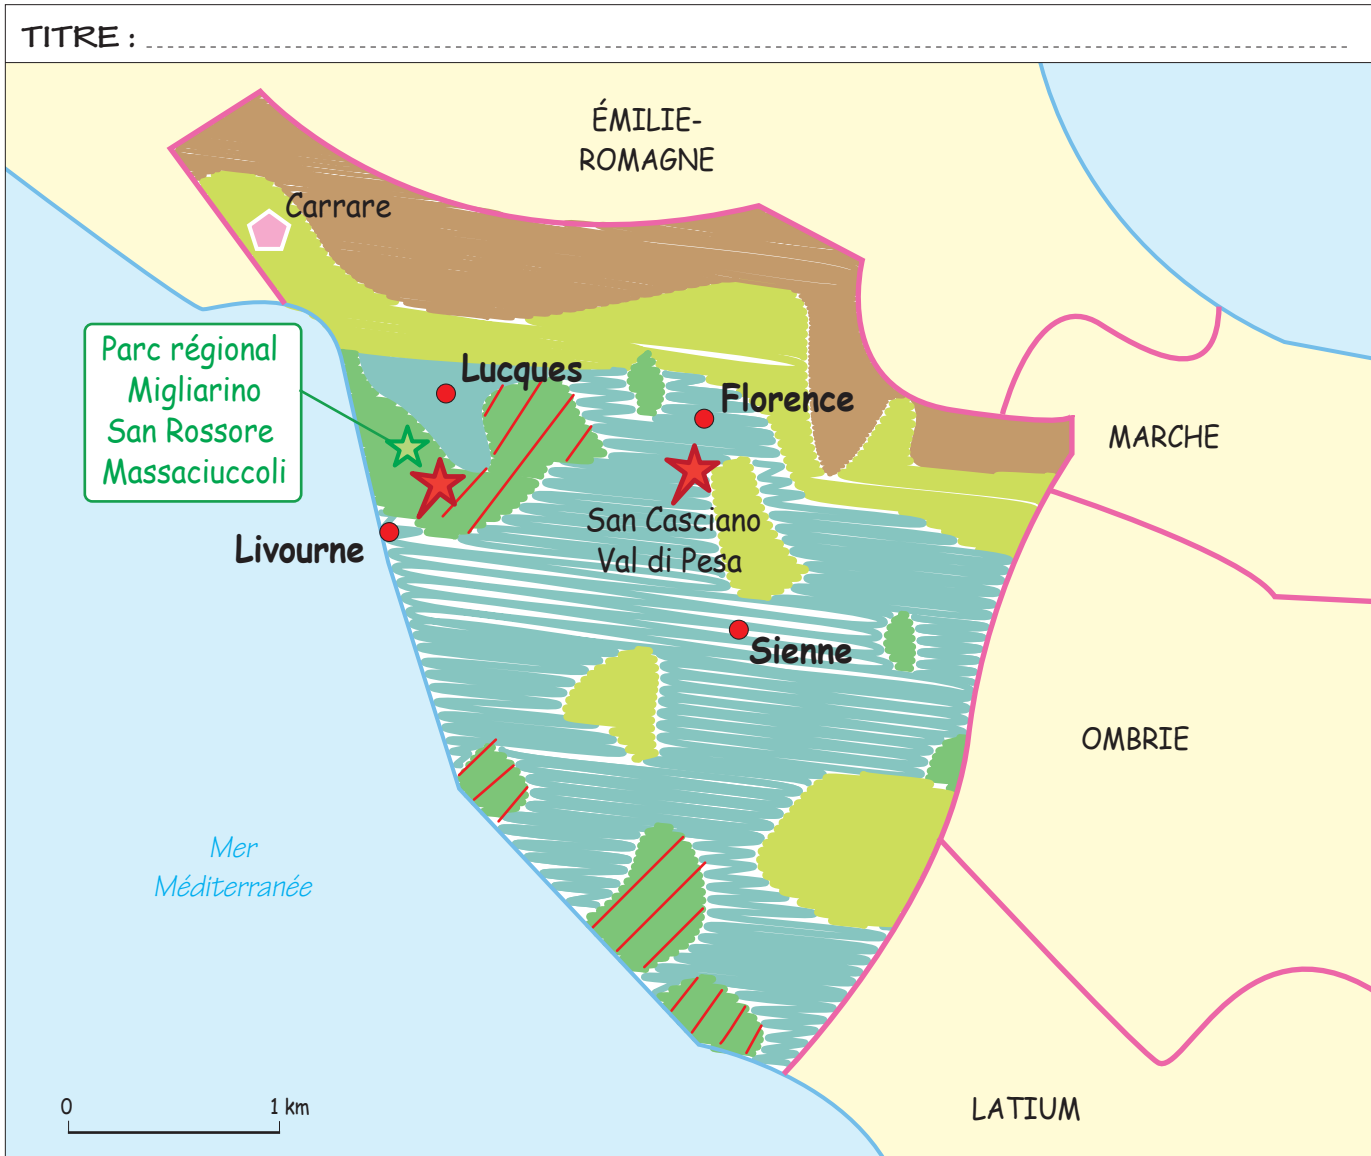 TITRE :
ÉMILIE-
ROMAGNE
Carrare
Parc régional
Migliarino
San Rossore
Massaciuccoli
Lucques
Florence
MARCHE
San Casciano
Val di Pesa
Livourne
Sienne
OMBRIE
Mer
Méditerranée
0 1 km
LATIUM